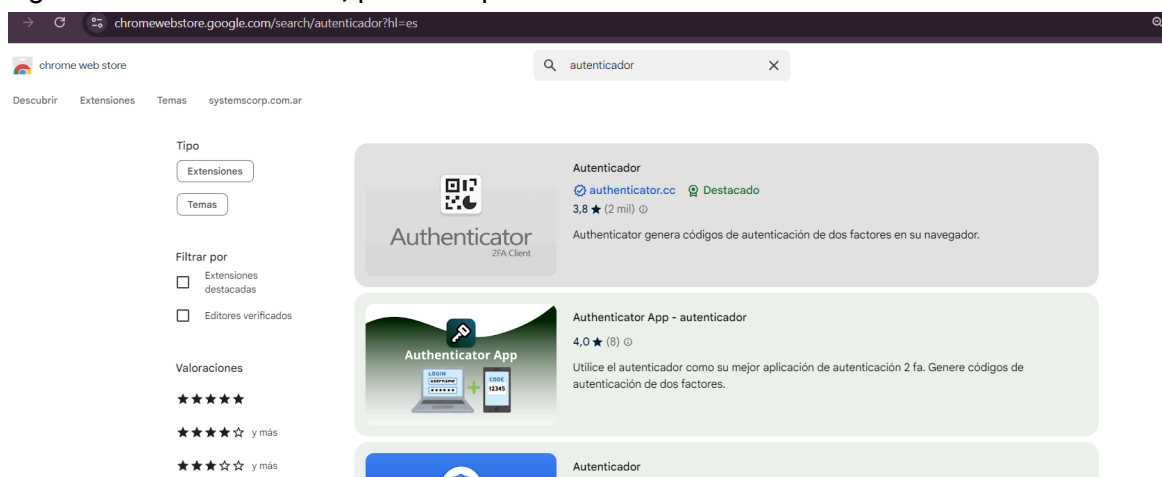 chromewebstore.google.com/search/autenticador?hl=es
chrome web store
autenticador
Descubrir Extensiones Temas systemscorp.com.ar
Tipo
Extensiones
Temas
Filtrar por
Extensiones
destacadas
Editores verificados
Valoraciones
y más
y más
Authenticator
2FA Client
Autenticador
authenticator.cc Destacado
3,8 ★ (2 mil)
Authenticator genera códigos de autenticación de dos factores en su navegador.
Authenticator App
LOGIN
username
CODE
12345
Authenticator App - autenticador
4,0 ★ (8)
Utilice el autenticador como su mejor aplicación de autenticación 2 fa. Genere códigos de
autenticación de dos factores.
Autenticador